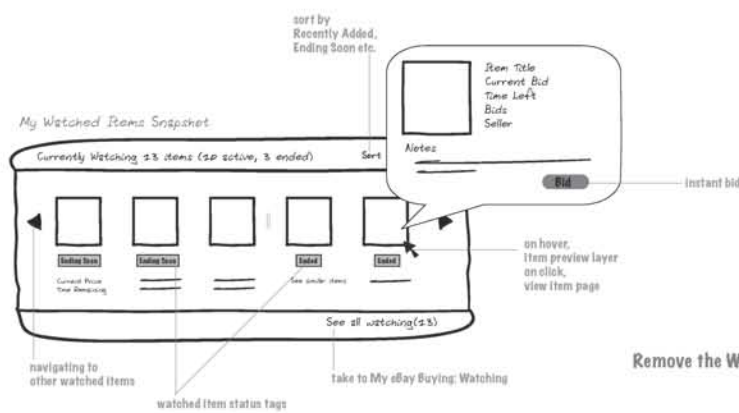 sort by
Recently Added,
Ending Soon etc.
Item Title
Current Bid
Time Left
Bids
Seller
Notes
Bid
instant bid
My Watched Items Snapshot
Currently Watching 13 items (10 active, 3 ended)
Sort
Ending Soon
Ending Soon
Ended
Ended
Current Price
Time Remaining
See similar items
on hover,
Item preview layer
on click,
view item page
See all watching(13)
navigating to
other watched items
take to My eBay Buying: Watching
watched item status tags
Remove the W